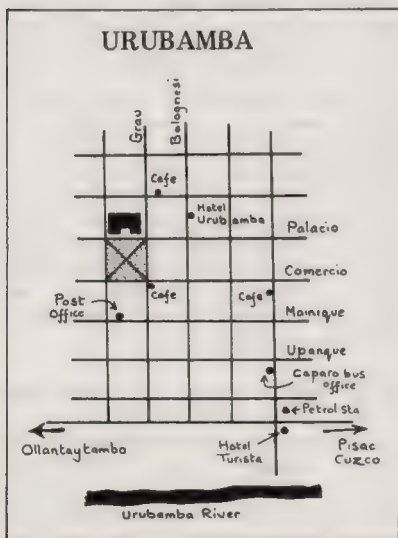 URUBAMBA
Grau
Bolognesi
Cafe
Hotel
Urubamba
Palacio
Comercio
Post
Office
Cafe
Cafe
Mainique
Upanque
Caparo bus
office
Petrol Sta
Ollantaytambo
Hotel
Turista
Pisac
Cuzco
Urubamba River